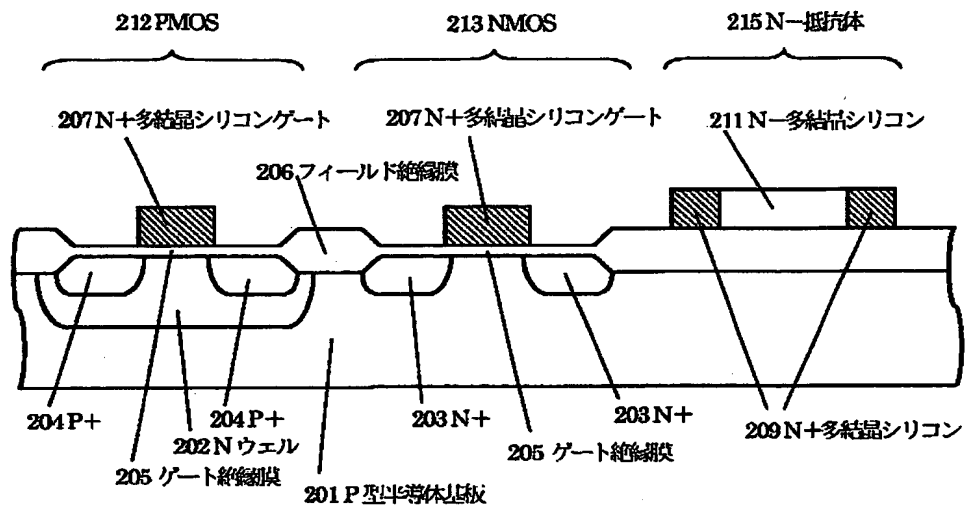 212 PMOS
213 NMOS
215 N−抵抗体
207 N+多結晶シリコンゲート
207 N+多結晶シリコンゲート
211 N−多結晶シリコン
206 フィールド絶縁膜
204 P+
204 P+
203 N+
203 N+
209 N+多結晶シリコン
202 N ウェル
205 ゲート絶縁膜
205 ゲート絶縁膜
201 P型半導体基板